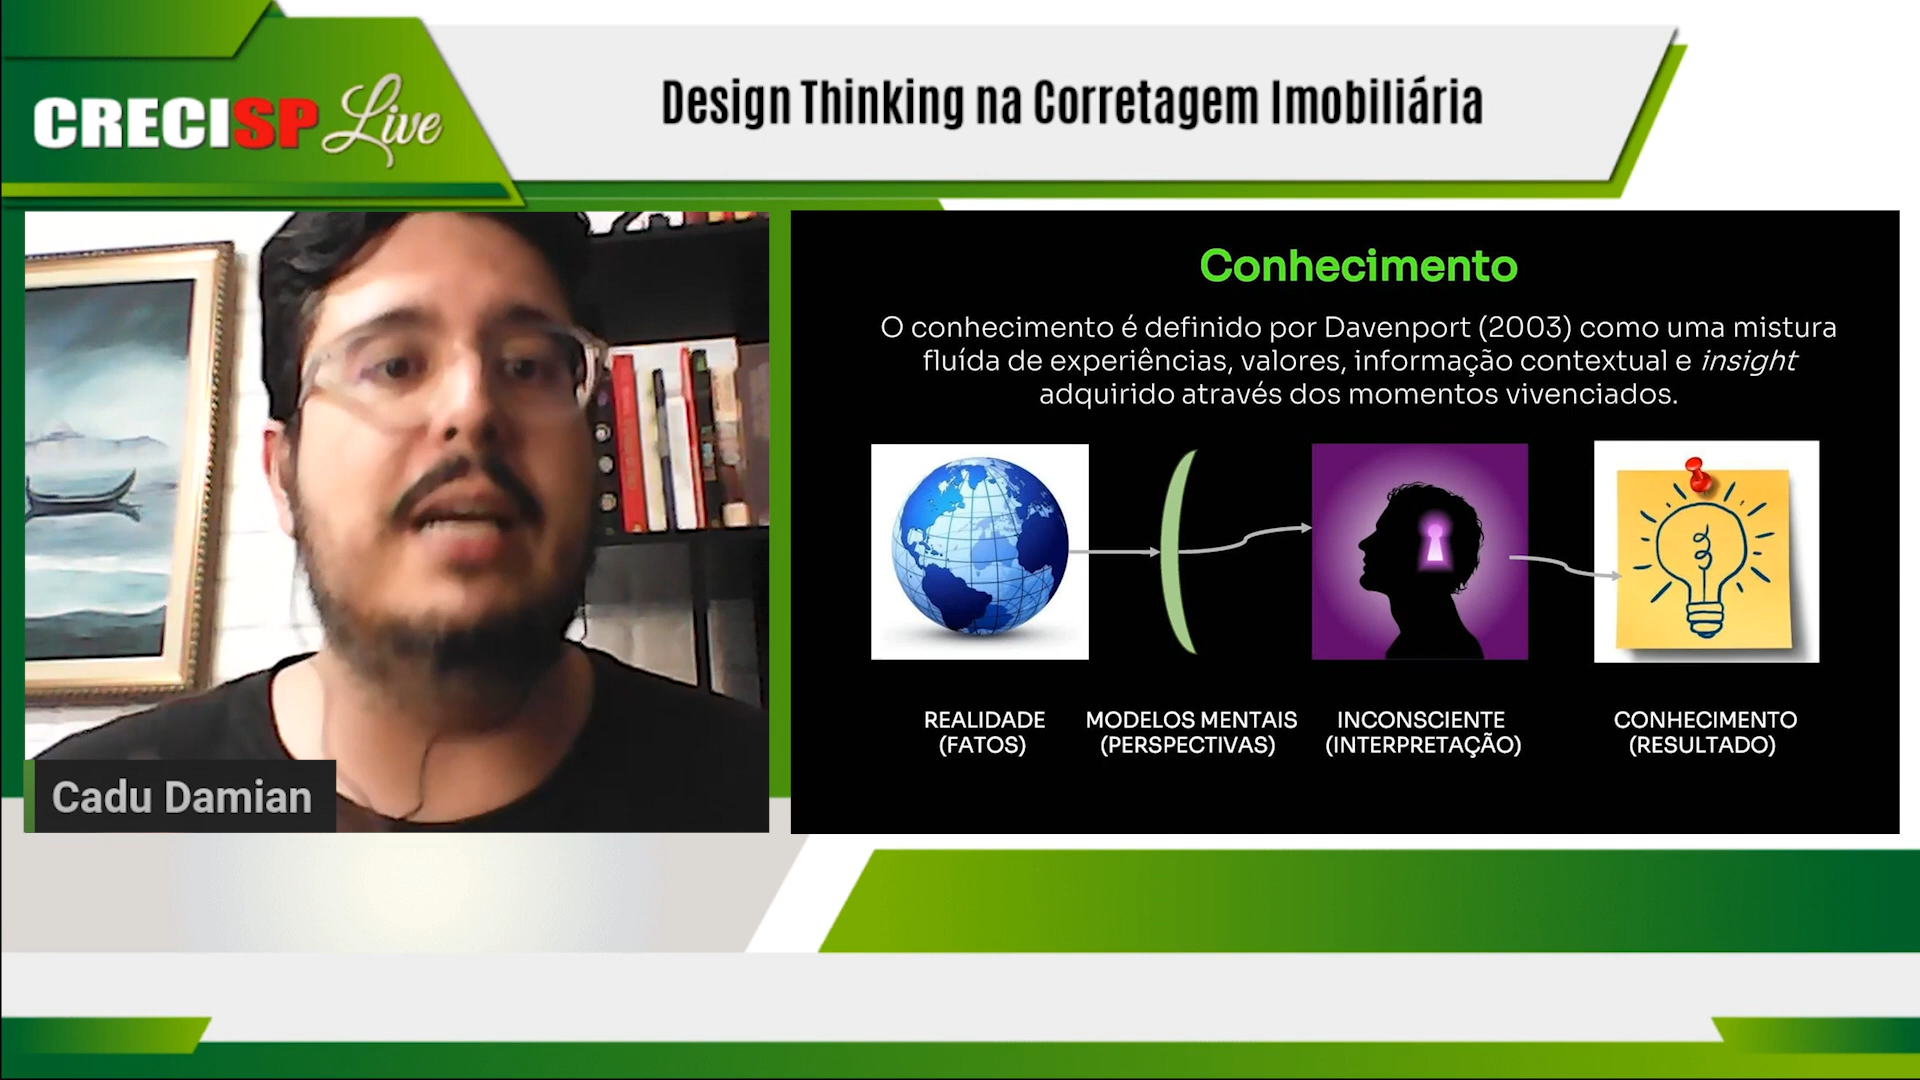 CRECISP Live
Design Thinking na Corretagem Imobiliária
Cadu Damian
Conhecimento
O conhecimento é definido por Davenport (2003) como uma mistura
fluída de experiências, valores, informação contextual e insight
adquirido através dos momentos vivenciados.
REALIDADE
(FATOS)
MODELOS MENTAIS
(PERSPECTIVAS)
INCONSCIENTE
(INTERPRETAÇÃO)
CONHECIMENTO
(RESULTADO)